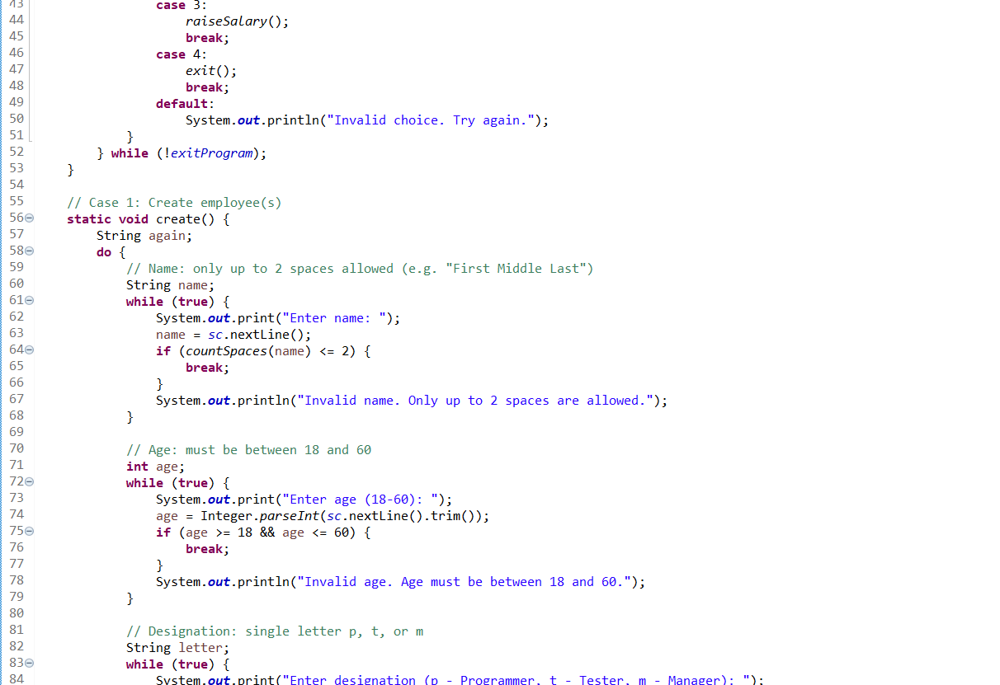 43                 case 3:
44                     raiseSalary();
45                     break;
46                 case 4:
47                     exit();
48                     break;
49                 default:
50                     System.out.println("Invalid choice. Try again.");
51             }
52         } while (!exitProgram);
53     }
54
55     // Case 1: Create employee(s)
56     static void create() {
57         String again;
58         do {
59             // Name: only up to 2 spaces allowed (e.g. "First Middle Last")
60             String name;
61             while (true) {
62                 System.out.print("Enter name: ");
63                 name = sc.nextLine();
64                 if (countSpaces(name) <= 2) {
65                     break;
66                 }
67                 System.out.println("Invalid name. Only up to 2 spaces are allowed.");
68             }
69
70             // Age: must be between 18 and 60
71             int age;
72             while (true) {
73                 System.out.print("Enter age (18-60): ");
74                 age = Integer.parseInt(sc.nextLine().trim());
75                 if (age >= 18 && age <= 60) {
76                     break;
77                 }
78                 System.out.println("Invalid age. Age must be between 18 and 60.");
79             }
80
81             // Designation: single letter p, t, or m
82             String letter;
83             while (true) {
84                 System.out.print("Enter designation (p - Programmer, t - Tester, m - Manager): ");